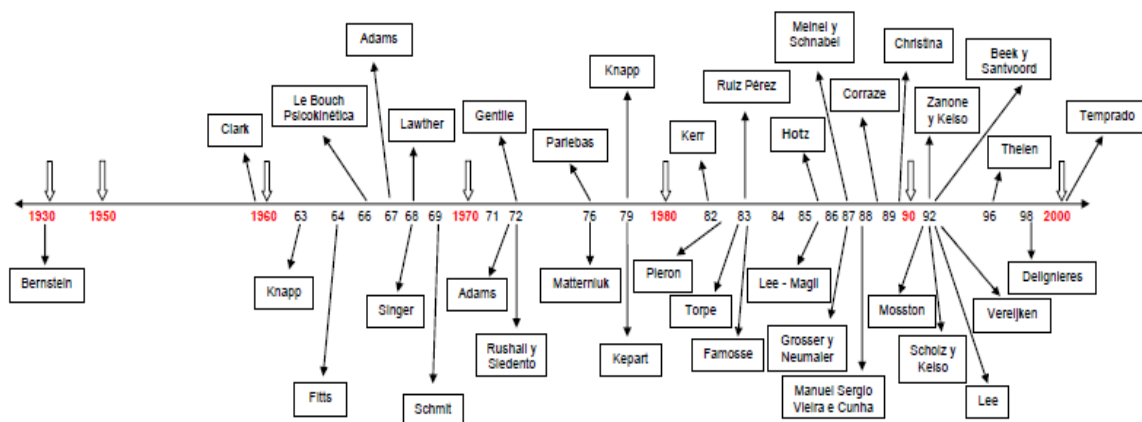 Adams
Meinel y
Schnabel
Christina
Beek y
Santvoord
Knapp
Ruiz Pérez
Le Bouch
Psicokinética
Corraze
Zanone
y Kelso
Clark
Lawther
Gentile
Temprado
Parlebas
Kerr
Hotz
Thelen
1930
1950
1960
63
64
66
67
68
69
1970
71
72
76
79
1980
82
83
84
85
86
87
88
89
90
92
96
98
2000
Bernstein
Knapp
Singer
Adams
Matterniuk
Pieron
Lee - Magil
Mosston
Vereijken
Delignieres
Torpe
Rushall y
Siedento
Kepart
Famosse
Grosser y
Neumaier
Scholz y
Kelso
Fitts
Schmit
Manuel Sergio
Vieira e Cunha
Lee